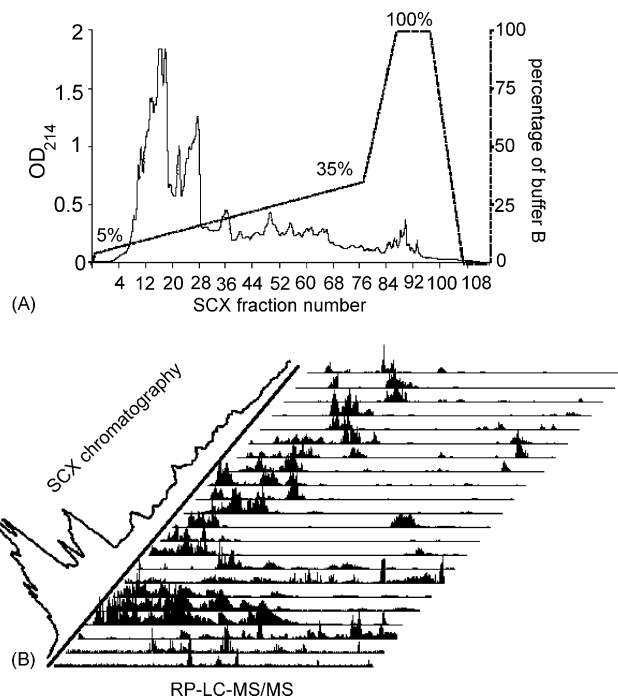 (A)
OD214
2
1.5
1
0.5
0
5%
35%
100%
100
75
50
25
0
percentage of buffer B
4 12 20 28 36 44 52 60 68 76 84 92 100 108
SCX fraction number
(B)
SCX chromatography
RP-LC-MS/MS